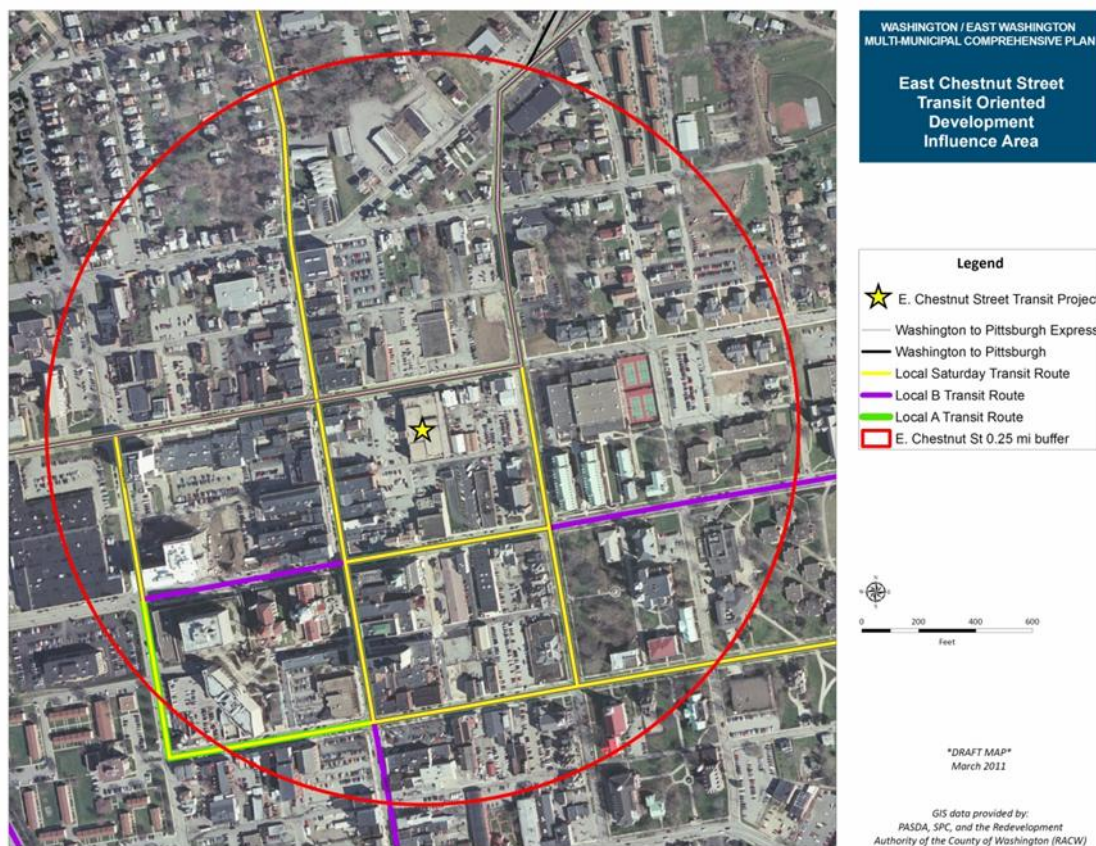 WASHINGTON / EAST WASHINGTON
MULTI-MUNICIPAL COMPREHENSIVE PLAN
East Chestnut Street
Transit Oriented
Development
Influence Area
Legend
E. Chestnut Street Transit Project
Washington to Pittsburgh Express
Washington to Pittsburgh
Local Saturday Transit Route
Local B Transit Route
Local A Transit Route
E. Chestnut St 0.25 mi buffer
0 200 400 600
Feet
*DRAFT MAP*
March 2011
GIS data provided by:
PASDA, SPC, and the Redevelopment
Authority of the County of Washington (RACW)